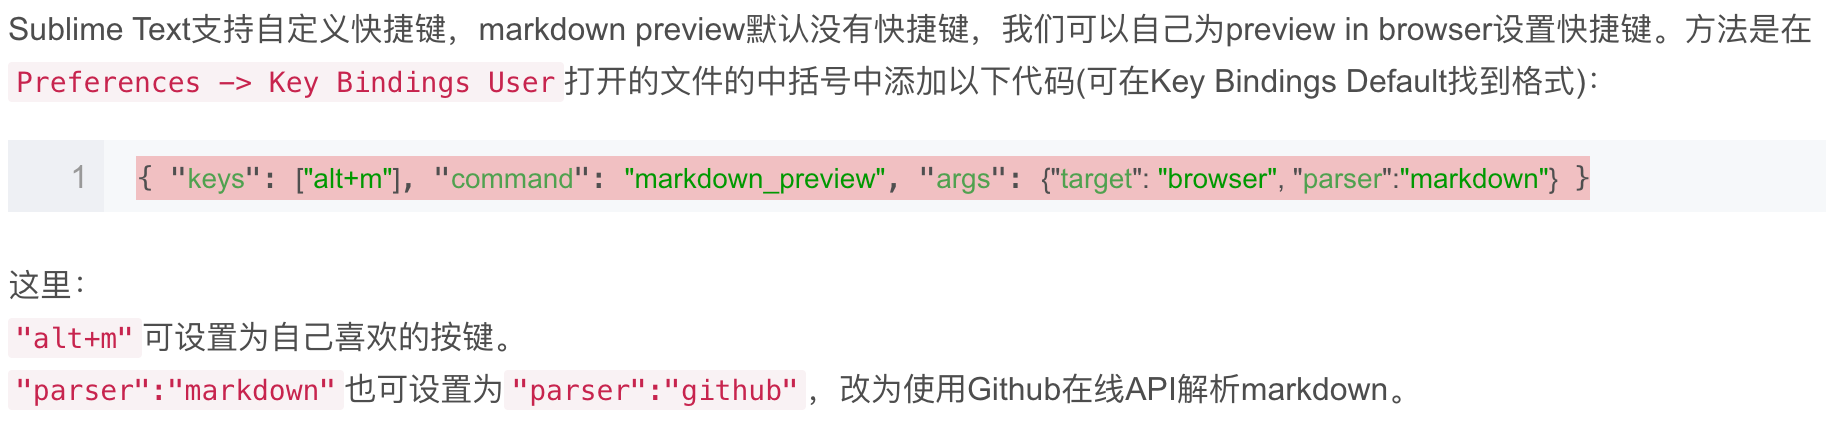 Sublime Text支持自定义快捷键，markdown preview默认没有快捷键，我们可以自己为preview in browser设置快捷键。方法是在
Preferences -> Key Bindings User打开的文件的中括号中添加以下代码(可在Key Bindings Default找到格式)：
1 { "keys": ["alt+m"], "command": "markdown_preview", "args": {"target": "browser", "parser":"markdown"} }
这里：
"alt+m"可设置为自己喜欢的按键。
"parser":"markdown"也可设置为"parser":"github"，改为使用Github在线API解析markdown。